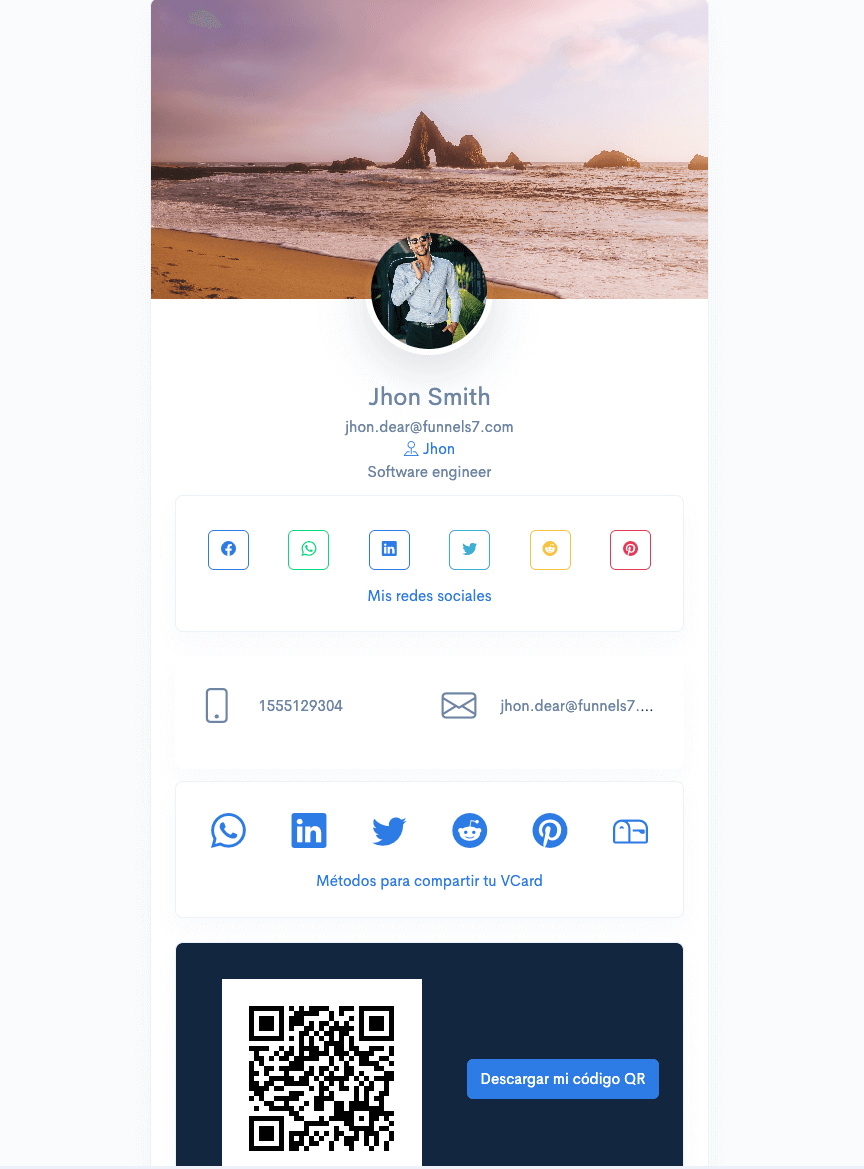 Jhon Smith
jhon.dear@funnels7.com
Jhon
Software engineer
Mis redes sociales
1555129304
jhon.dear@funnels7....
Métodos para compartir tu VCard
Descargar mi código QR